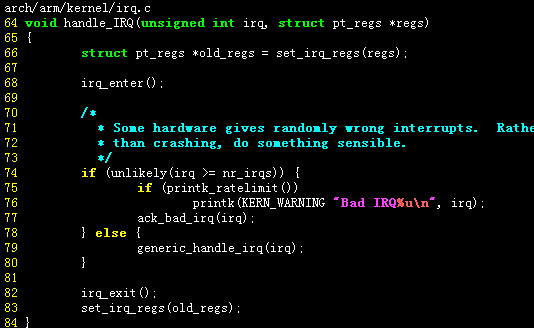 arch/arm/kernel/irq.c
64 void handle_IRQ(unsigned int irq, struct pt_regs *regs)
65 {
66         struct pt_regs *old_regs = set_irq_regs(regs);
67
68         irq_enter();
69
70         /*
71          * Some hardware gives randomly wrong interrupts.  Rathe
72          * than crashing, do something sensible.
73          */
74         if (unlikely(irq >= nr_irqs)) {
75                 if (printk_ratelimit())
76                         printk(KERN_WARNING "Bad IRQ%u\n", irq);
77                 ack_bad_irq(irq);
78         } else {
79                 generic_handle_irq(irq);
80         }
81
82         irq_exit();
83         set_irq_regs(old_regs);
84 }